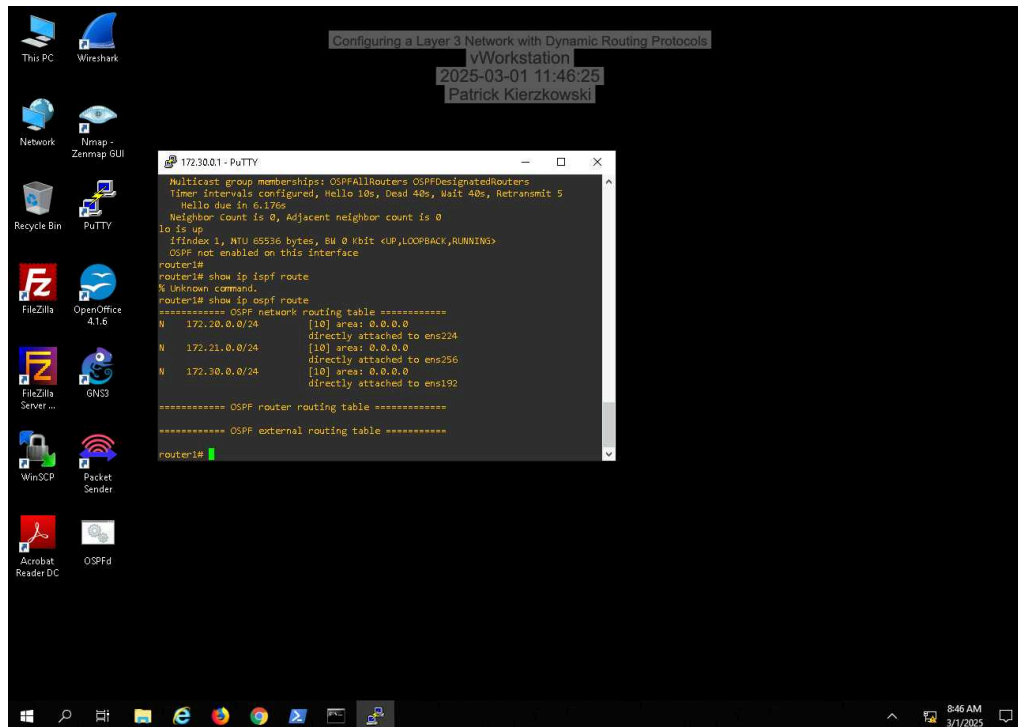 Configuring a Layer 3 Network with Dynamic Routing Protocols
vWorkstation
2025-03-01 11:46:25
Patrick Kierzkowski
This PC
Wireshark
Network
Nmap -
Zenmap GUI
Recycle Bin
PuTTY
FileZilla
OpenOffice
4.1.6
FileZilla
Server ...
GNS3
WinSCP
Packet
Sender
Acrobat
Reader DC
OSPFd
172.30.0.1 - PuTTY
Multicast group memberships: OSPFAllRouters OSPFDesignatedRouters
Timer intervals configured, Hello 10s, Dead 40s, Wait 40s, Retransmit 5
Hello due in 6.176s
Neighbor Count is 0, Adjacent neighbor count is 0
lo is up
ifindex 1, MTU 65536 bytes, BW 0 Kbit <UP,LOOPBACK,RUNNING>
OSPF not enabled on this interface
router1#
router1# show ip ispf route
% Unknown command.
router1# show ip ospf route
============ OSPF network routing table ============
N    172.20.0.0/24         [10] area: 0.0.0.0
                           directly attached to ens224
N    172.21.0.0/24         [10] area: 0.0.0.0
                           directly attached to ens256
N    172.30.0.0/24         [10] area: 0.0.0.0
                           directly attached to ens192
============ OSPF router routing table =============
============ OSPF external routing table ===========
router1#
8:46 AM
3/1/2025